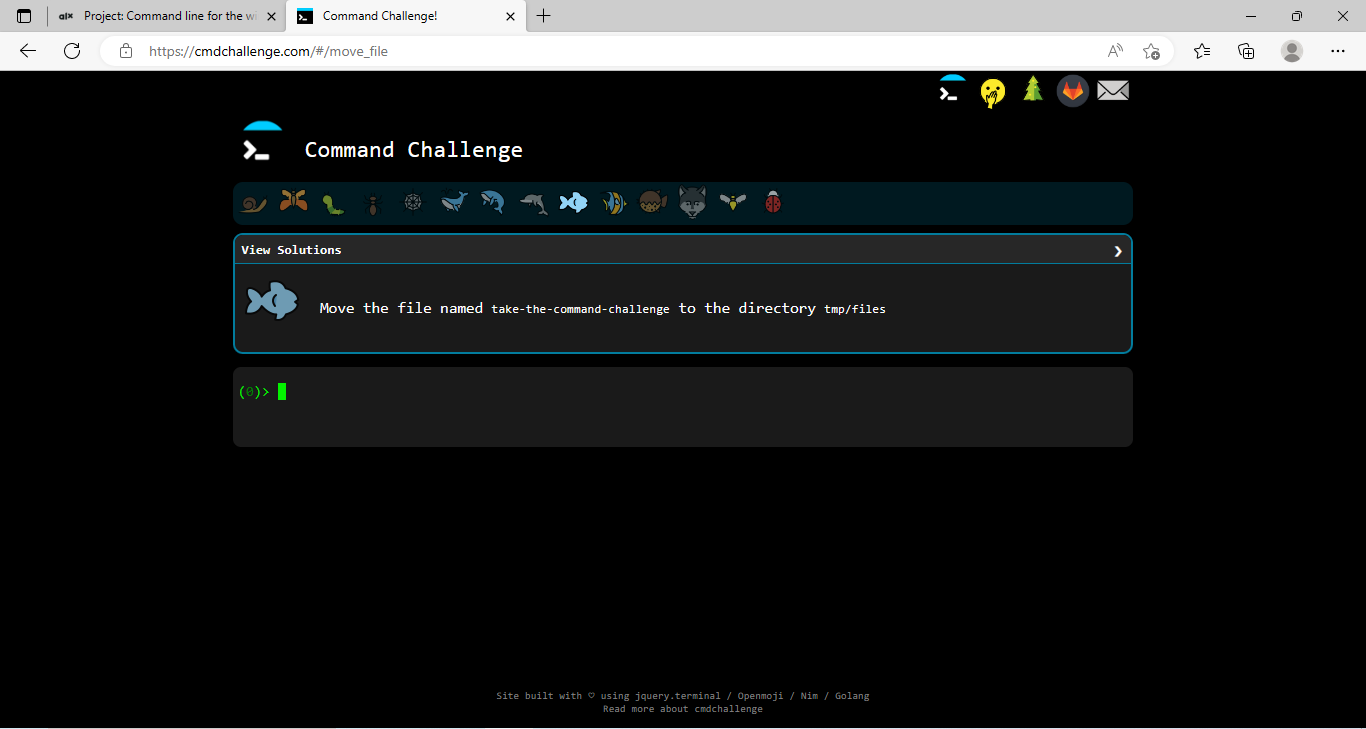 alx Project: Command line for the wi
Command Challenge!
https://cmdchallenge.com/#/move_file
Command Challenge
View Solutions
Move the file named take-the-command-challenge to the directory tmp/files
(0)>
Site built with ♡ using jquery.terminal / Openmoji / Nim / Golang
Read more about cmdchallenge